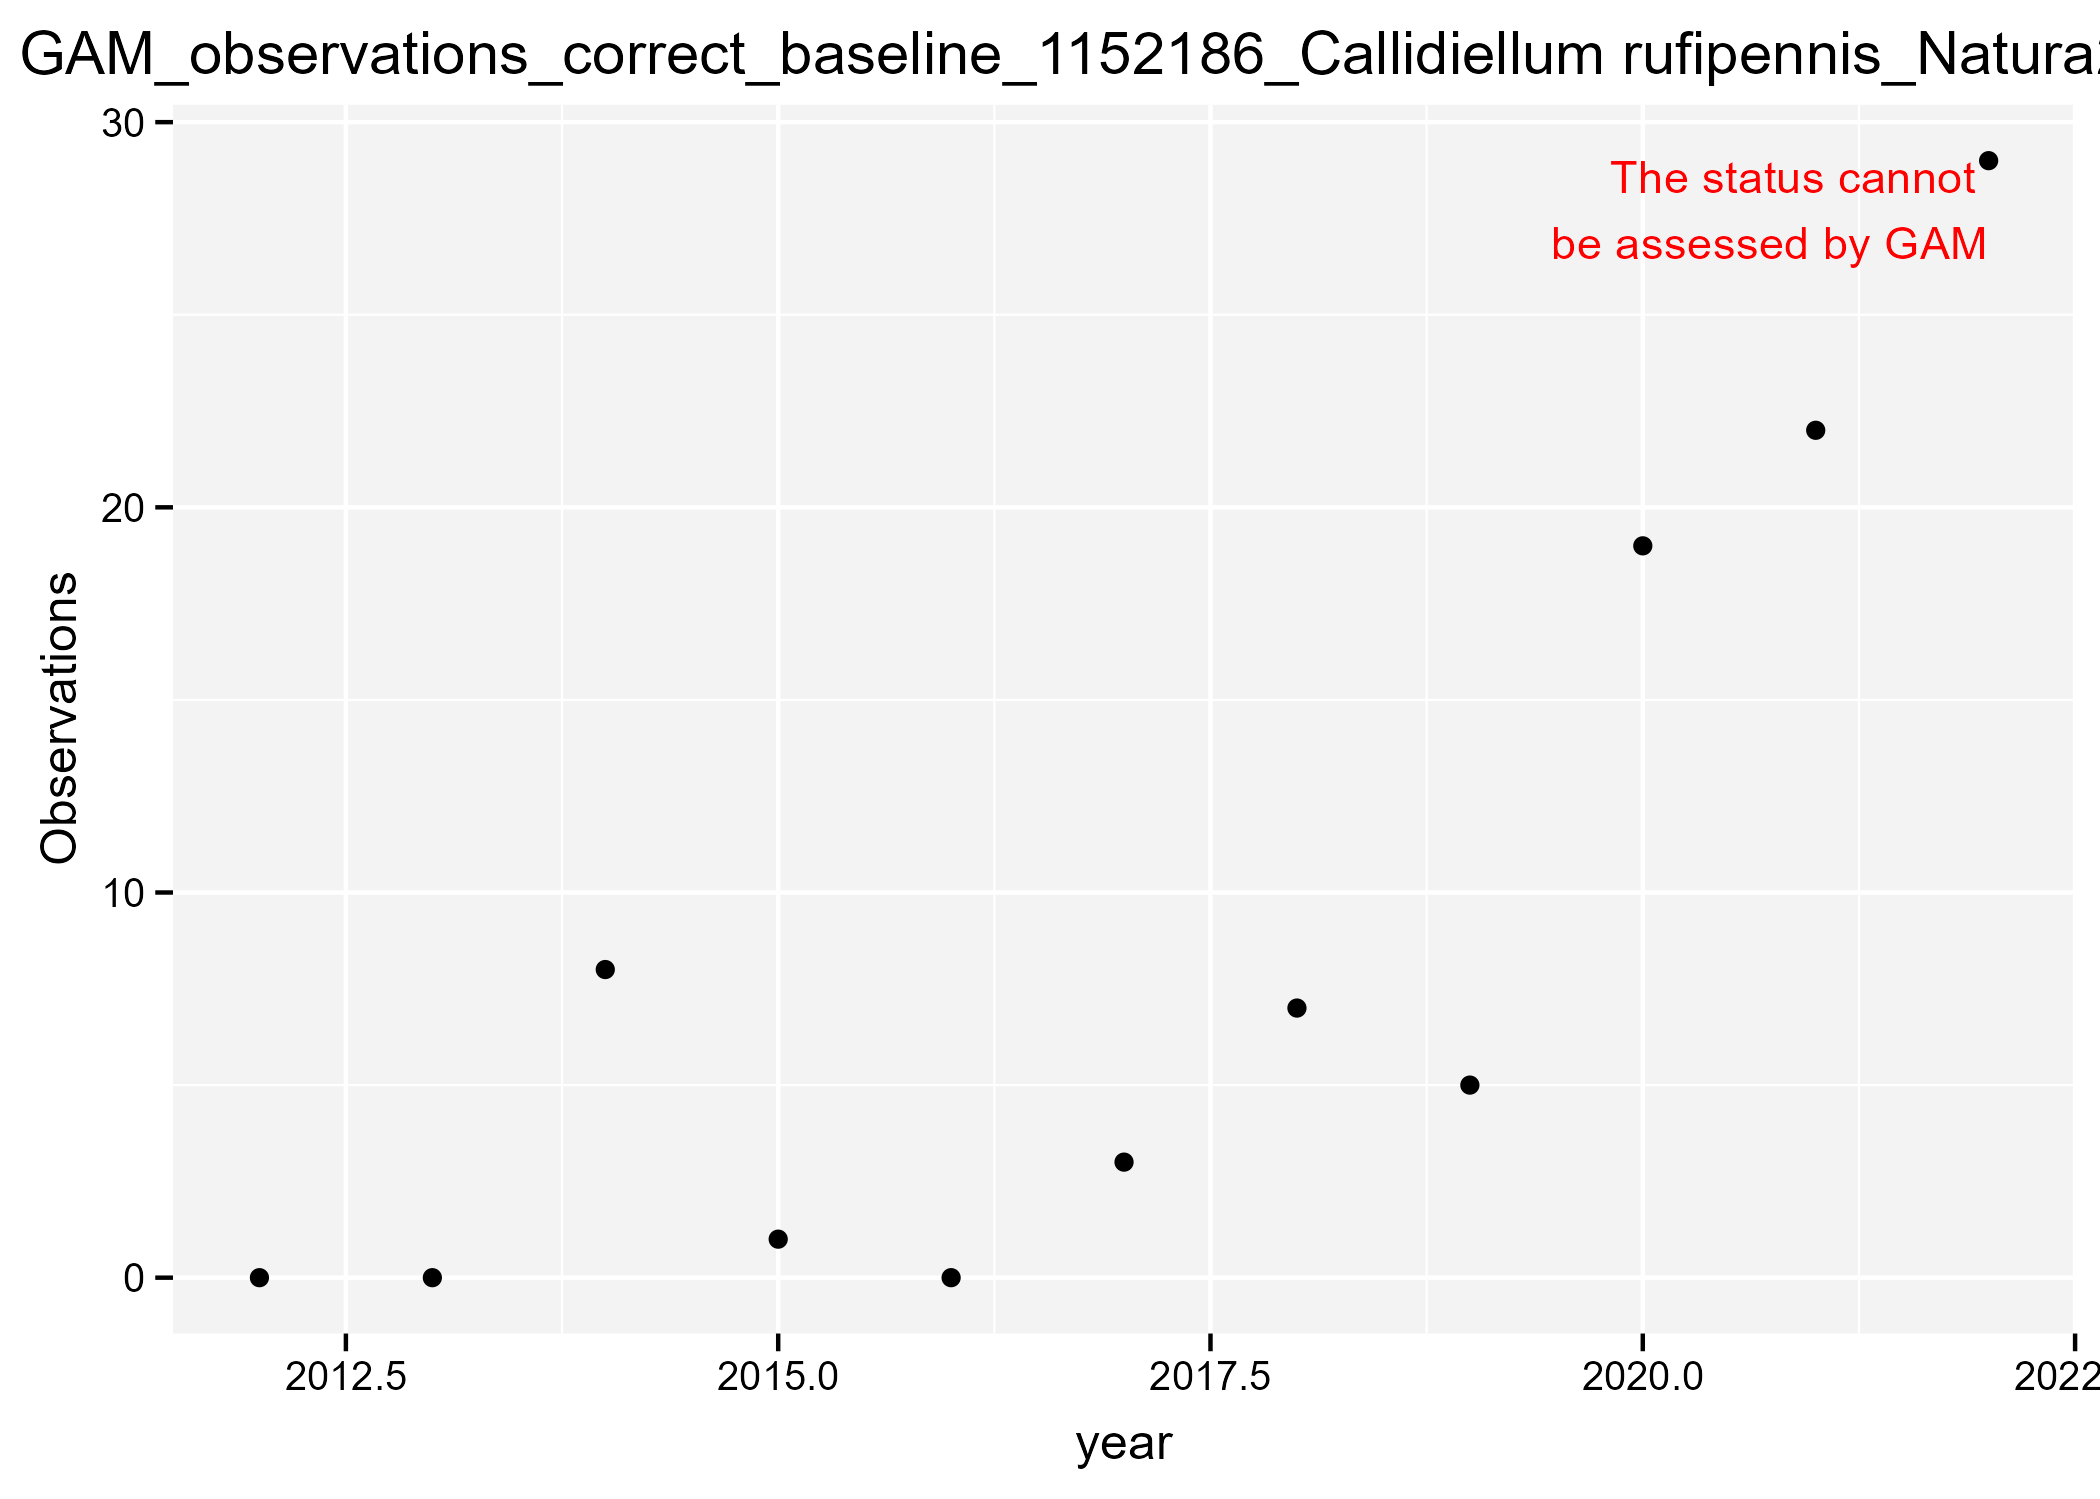 GAM_observations_correct_baseline_1152186_Callidiellum rufipennis_Natura
30
The status cannot
be assessed by GAM
20
Observations
10
0
2012.5
2015.0
2017.5
2020.0
2022
year